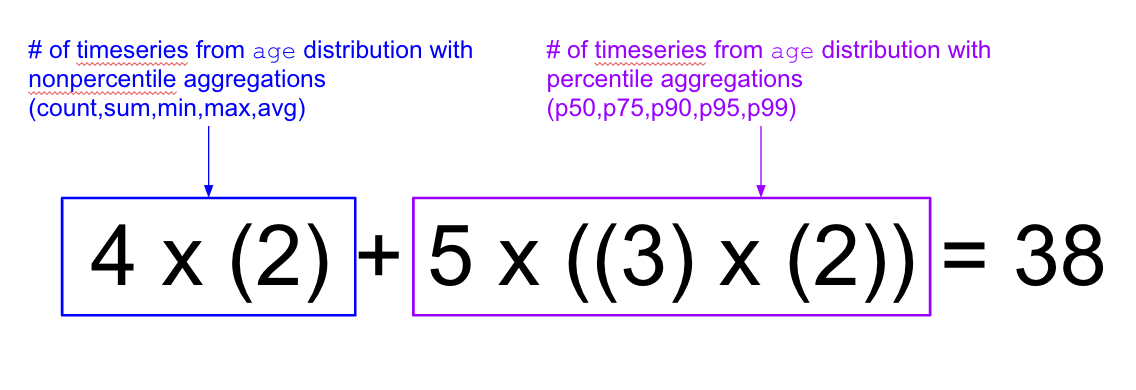 # of timeseries from age distribution with
nonpercentile aggregations
(count,sum,min,max,avg)
# of timeseries from age distribution with
percentile aggregations
(p50,p75,p90,p95,p99)
4 x (2) + 5 x ((3) x (2)) = 38